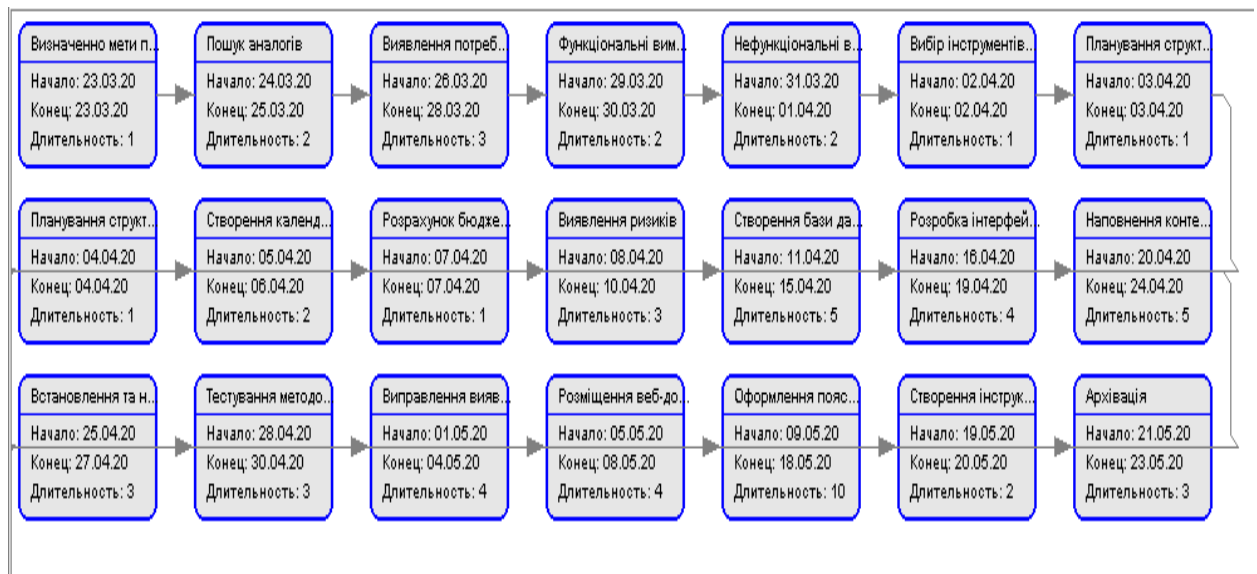 Визначенно мети п...
Начало: 23.03.20
Конец: 23.03.20
Длительность: 1
Пошук аналогів
Начало: 24.03.20
Конец: 25.03.20
Длительность: 2
Виявлення потреб...
Начало: 26.03.20
Конец: 28.03.20
Длительность: 3
Функціональні вим...
Начало: 29.03.20
Конец: 30.03.20
Длительность: 2
Нефункціональні в...
Начало: 31.03.20
Конец: 01.04.20
Длительность: 2
Вибір інструментів...
Начало: 02.04.20
Конец: 02.04.20
Длительность: 1
Планування структ...
Начало: 03.04.20
Конец: 03.04.20
Длительность: 1
Планування структ...
Начало: 04.04.20
Конец: 04.04.20
Длительность: 1
Створення календ...
Начало: 05.04.20
Конец: 06.04.20
Длительность: 2
Розрахунок бюдже...
Начало: 07.04.20
Конец: 07.04.20
Длительность: 1
Виявлення ризиків
Начало: 08.04.20
Конец: 10.04.20
Длительность: 3
Створення бази да...
Начало: 11.04.20
Конец: 15.04.20
Длительность: 5
Розробка інтерфей...
Начало: 16.04.20
Конец: 19.04.20
Длительность: 4
Наповнення конте...
Начало: 20.04.20
Конец: 24.04.20
Длительность: 5
Встановлення та н...
Начало: 25.04.20
Конец: 27.04.20
Длительность: 3
Тестування методо...
Начало: 28.04.20
Конец: 30.04.20
Длительность: 3
Виправлення вияв...
Начало: 01.05.20
Конец: 04.05.20
Длительность: 4
Розміщення веб-до...
Начало: 05.05.20
Конец: 08.05.20
Длительность: 4
Оформлення пояс...
Начало: 09.05.20
Конец: 18.05.20
Длительность: 10
Створення інструк...
Начало: 19.05.20
Конец: 20.05.20
Длительность: 2
Архівація
Начало: 21.05.20
Конец: 23.05.20
Длительность: 3